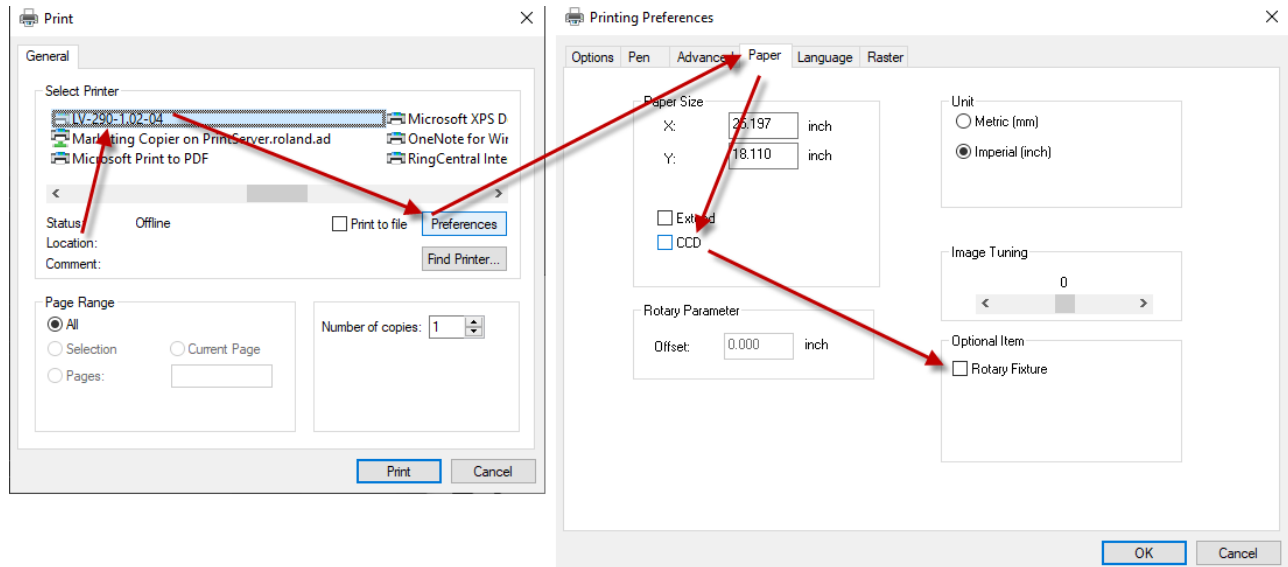 Print
General
Select Printer
LV-290-1.02-04
Microsoft XPS D
Marketing Copier on PrintServer.roland.ad
OneNote for Wir
Microsoft Print to PDF
RingCentral Inte
Status:
Offline
Print to file
Preferences
Location:
Comment:
Find Printer...
Page Range
All
Selection
Current Page
Pages:
Number of copies:
1
Print
Cancel
Printing Preferences
Options
Pen
Advanced
Paper
Language
Raster
Paper Size
X:
25.197
inch
Y:
18.110
inch
Extend
CCD
Rotary Parameter
Offset:
0.000
inch
Unit
Metric (mm)
Imperial (inch)
Image Tuning
0
Optional Item
Rotary Fixture
OK
Cancel